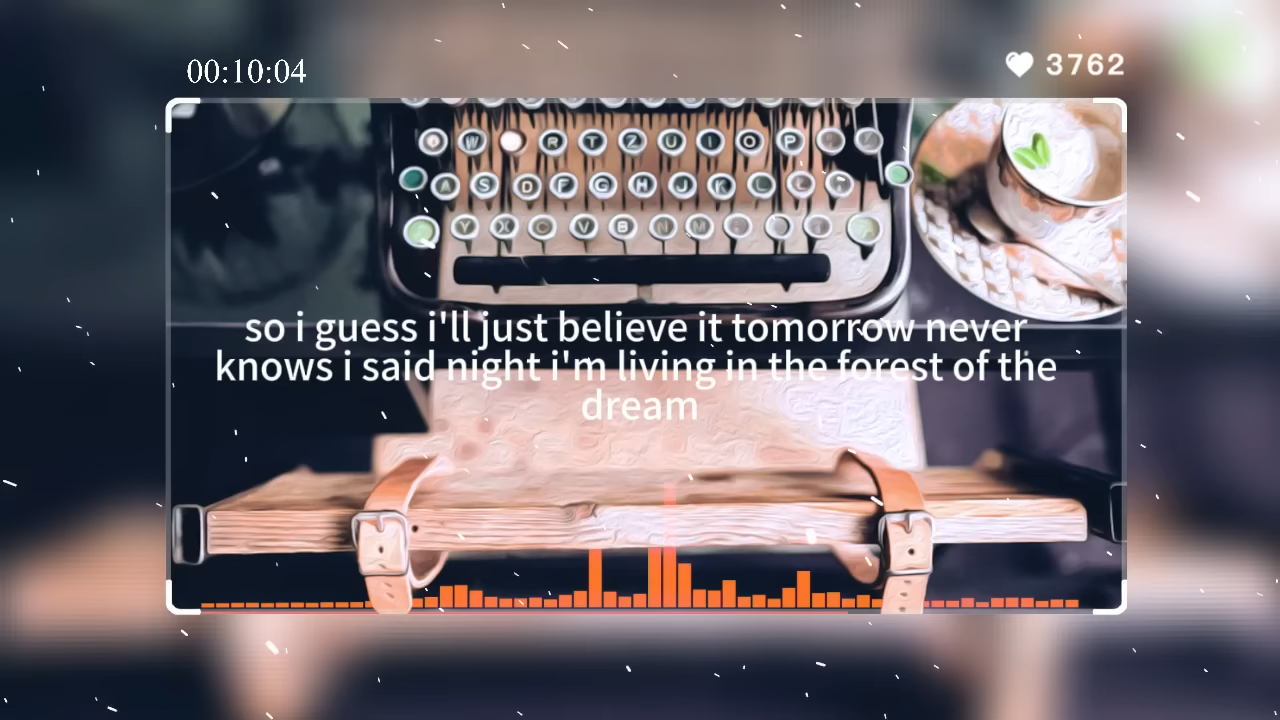 00:10:04
3762
W R T Z U I O P
A S D F G H J K L
Y X C V B N M
so i guess i'll just believe it tomorrow never
knows i said night i'm living in the forest of the
dream